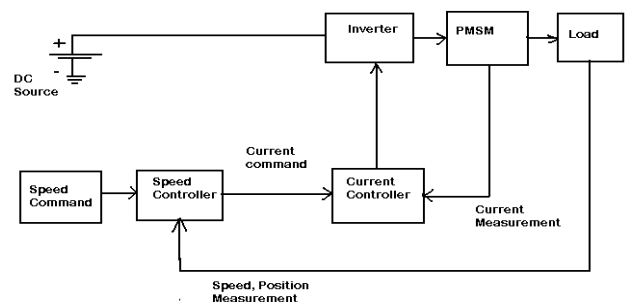 Inverter
PMSM
Load
+
-
DC
Source
Current
command
Speed
Command
Speed
Controller
Current
Controller
Current
Measurement
Speed, Position
Measurement